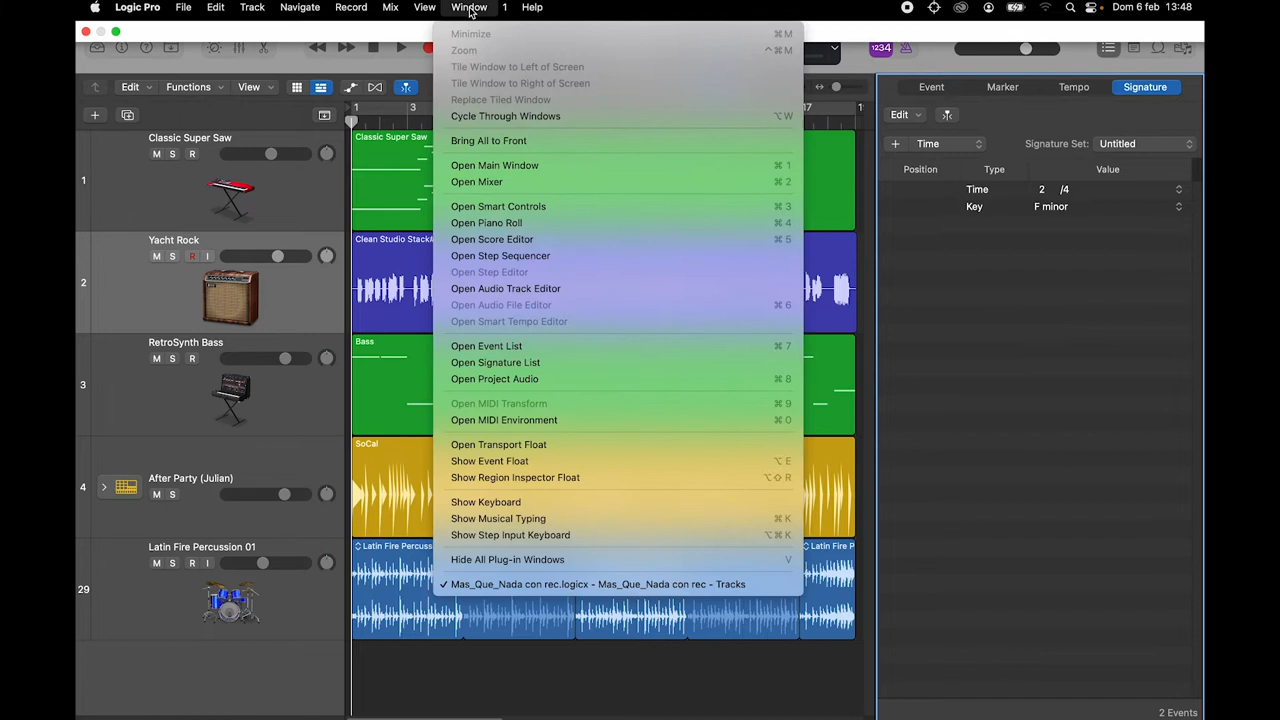 Logic Pro File Edit Track Navigate Record Mix View Window 1 Help Dom 6 feb 13:48
1234
Edit Functions View
1 3 17
Event Marker Tempo Signature
Edit
Time Signature Set: Untitled
Position Type Value
Time 2 /4
Key F minor
2 Events
1
Classic Super Saw
M S R
Classic Super Saw
2
Yacht Rock
M S R I
Clean Studio Stack#
3
RetroSynth Bass
M S R
Bass
4
After Party (Julian)
M S
SoCal
29
Latin Fire Percussion 01
M S R I
Latin Fire Percuss
Latin Fire P
Minimize ⌘M
Zoom ^⌘M
Tile Window to Left of Screen
Tile Window to Right of Screen
Replace Tiled Window
Cycle Through Windows ⌥W
Bring All to Front
Open Main Window ⌘1
Open Mixer ⌘2
Open Smart Controls ⌘3
Open Piano Roll ⌘4
Open Score Editor ⌘5
Open Step Sequencer
Open Step Editor
Open Audio Track Editor
Open Audio File Editor ⌘6
Open Smart Tempo Editor
Open Event List ⌘7
Open Signature List
Open Project Audio ⌘8
Open MIDI Transform ⌘9
Open MIDI Environment ⌘0
Open Transport Float
Show Event Float ⌥E
Show Region Inspector Float ⌥⇧R
Show Keyboard
Show Musical Typing ⌘K
Show Step Input Keyboard ⌥⌘K
Hide All Plug-in Windows V
✓ Mas_Que_Nada con rec.logicx - Mas_Que_Nada con rec - Tracks